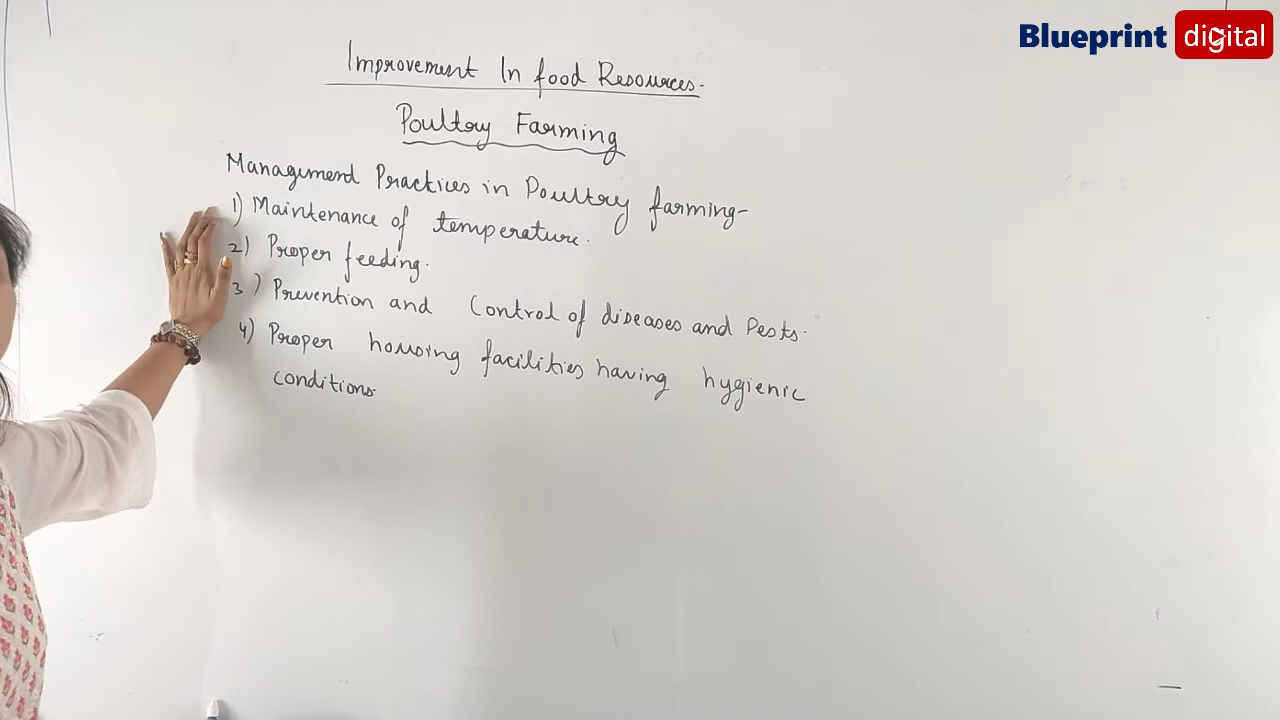 Blueprint digital
Improvement In food Resources.
Poultry Farming
Management Practices in Poultry farming-
1) Maintenance of temperature.
2) Proper feeding.
3) Prevention and Control of diseases and Pests.
4) Proper housing facilities having hygienic
conditions.